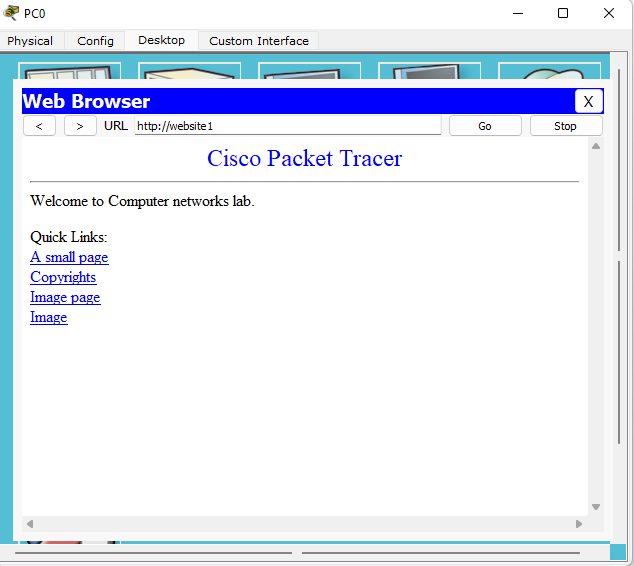 PC0
Physical Config Desktop Custom Interface
Web Browser X
< > URL http://website1 Go Stop
Cisco Packet Tracer
Welcome to Computer networks lab.
Quick Links:
A small page
Copyrights
Image page
Image